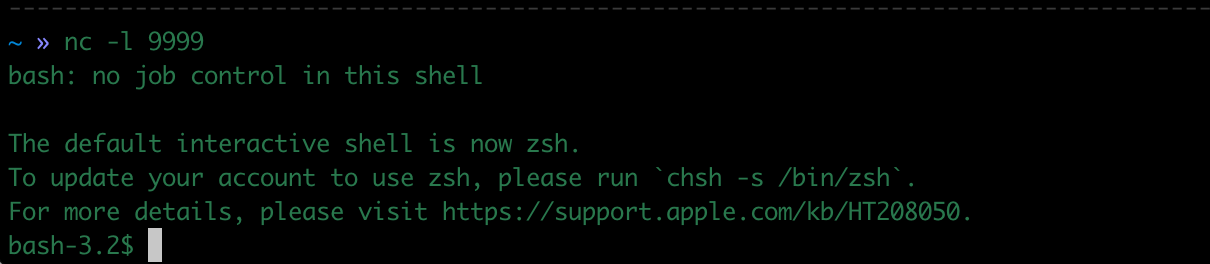 ~ » nc -l 9999
bash: no job control in this shell
The default interactive shell is now zsh.
To update your account to use zsh, please run `chsh -s /bin/zsh`.
For more details, please visit https://support.apple.com/kb/HT208050.
bash-3.2$